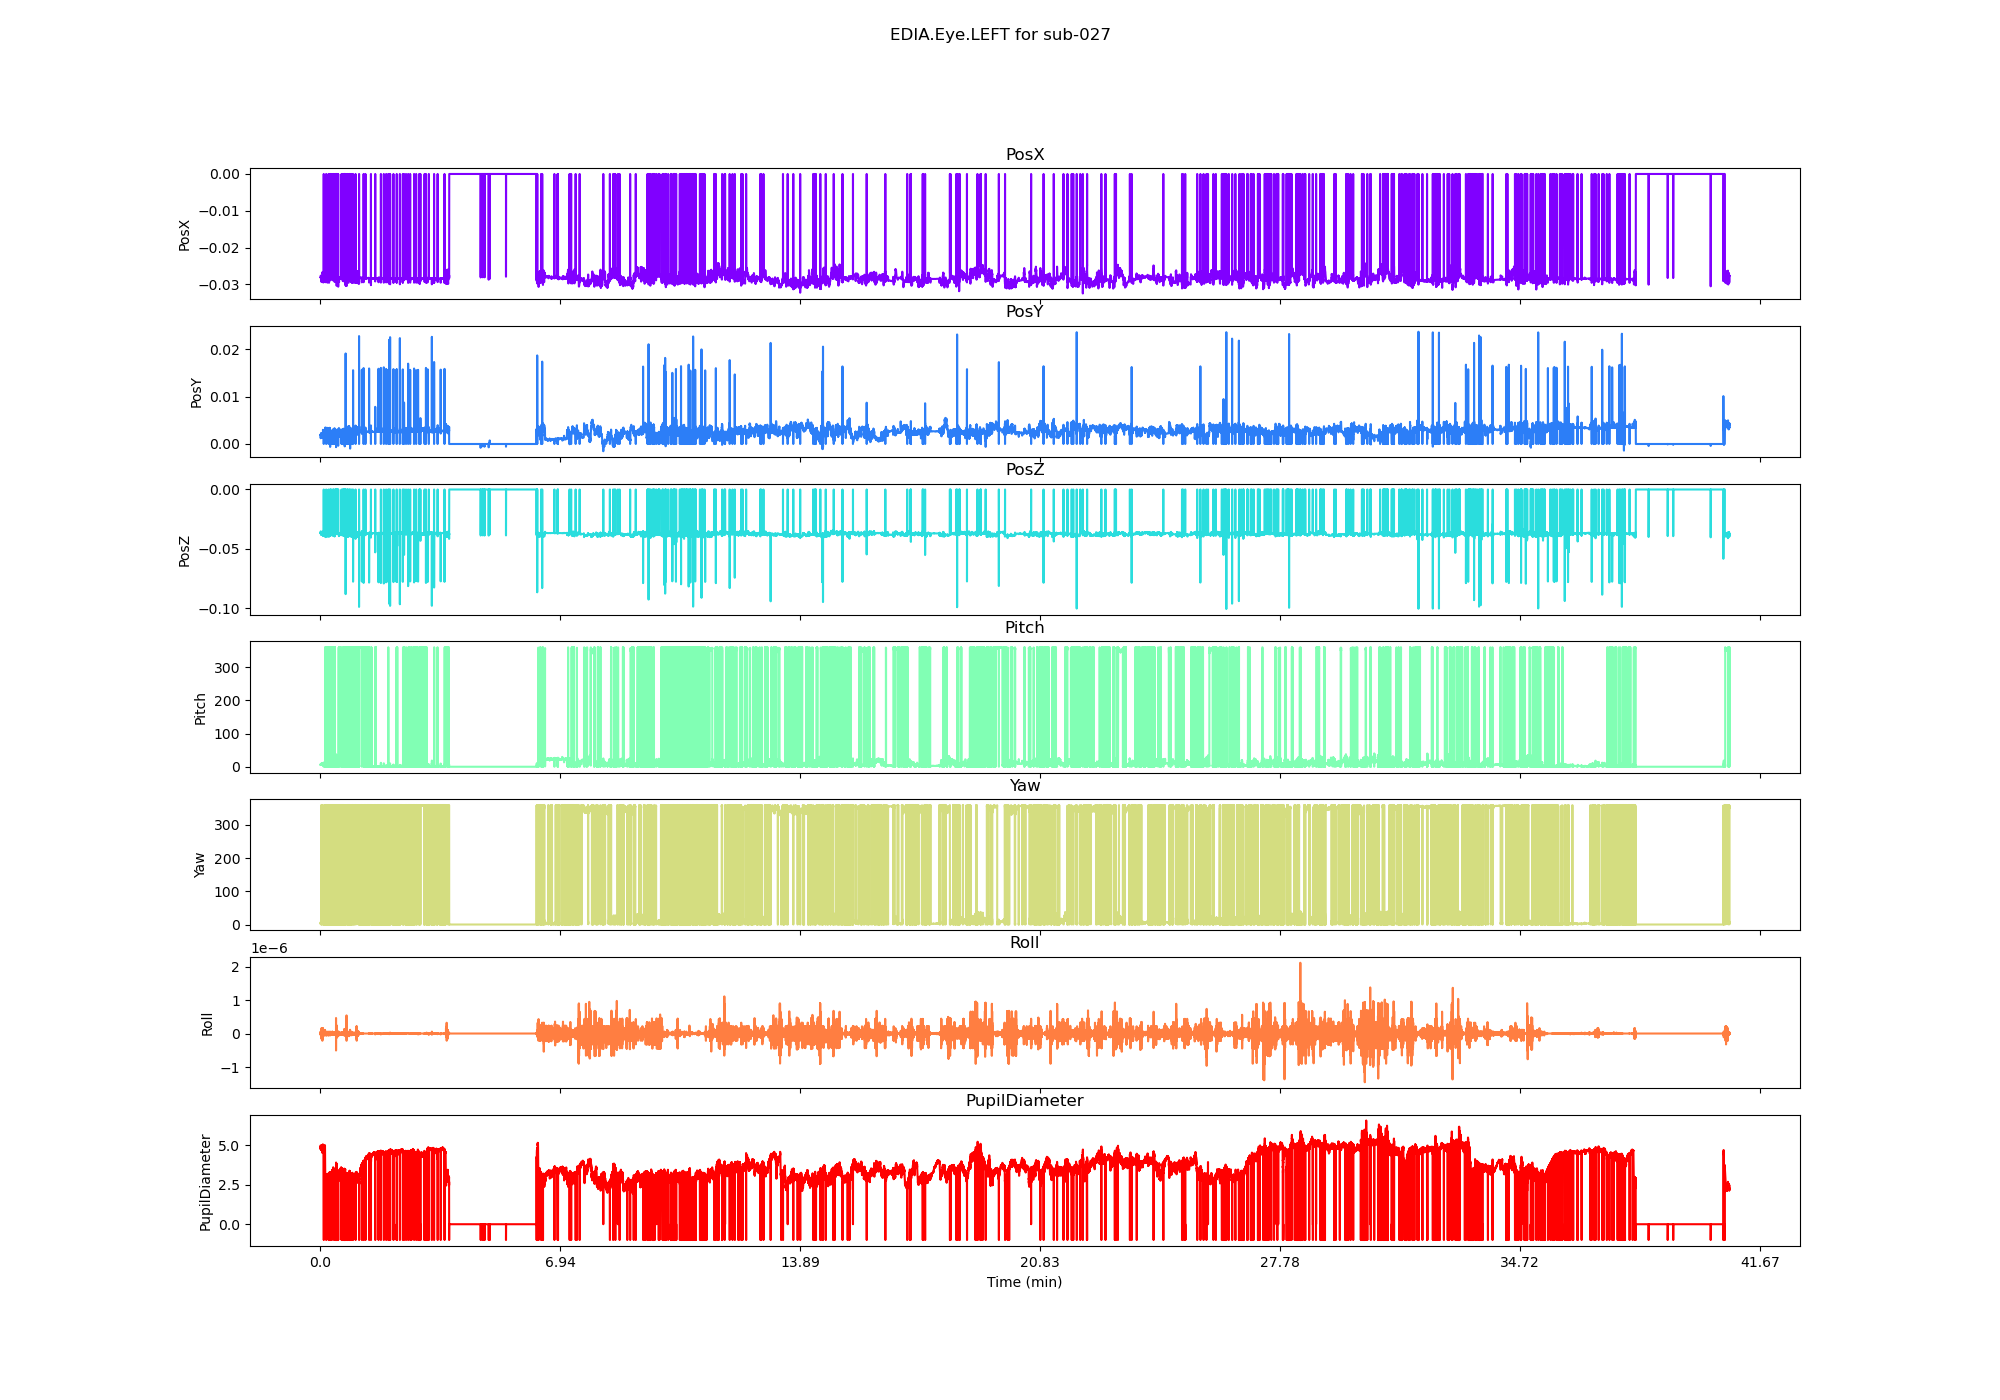 EDIA.Eye.LEFT for sub-027
PosX
0.00
−0.01
−0.02
−0.03
PosX
PosY
0.02
0.01
0.00
PosY
PosZ
0.00
−0.05
−0.10
PosZ
Pitch
300
200
100
0
Pitch
Yaw
300
200
100
0
Yaw
1e−6
Roll
2
1
0
−1
Roll
PupilDiameter
5.0
2.5
0.0
PupilDiameter
0.0 6.94 13.89 20.83 27.78 34.72 41.67
Time (min)